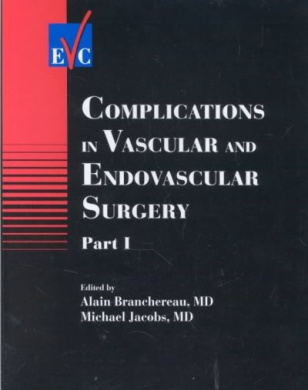 EVC
COMPLICATIONS
IN VASCULAR AND
ENDOVASCULAR
SURGERY
Part I
Edited by
Alain Branchereau, MD
Michael Jacobs, MD